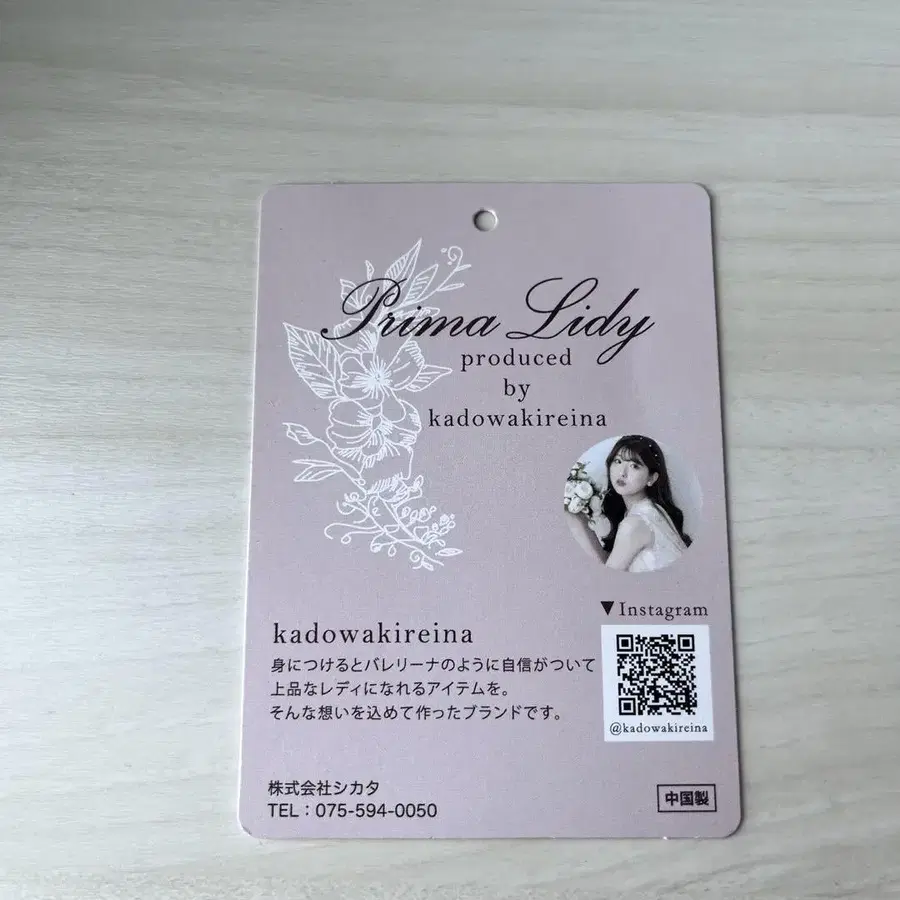 Prima Lidy
produced
by
kadowakireina
▼Instagram
@kadowakireina
kadowakireina
身につけるとバレリーナのように自信がついて
上品なレディになれるアイテムを。
そんな想いを込めて作ったブランドです。
株式会社シカタ
TEL：075-594-0050
中国製